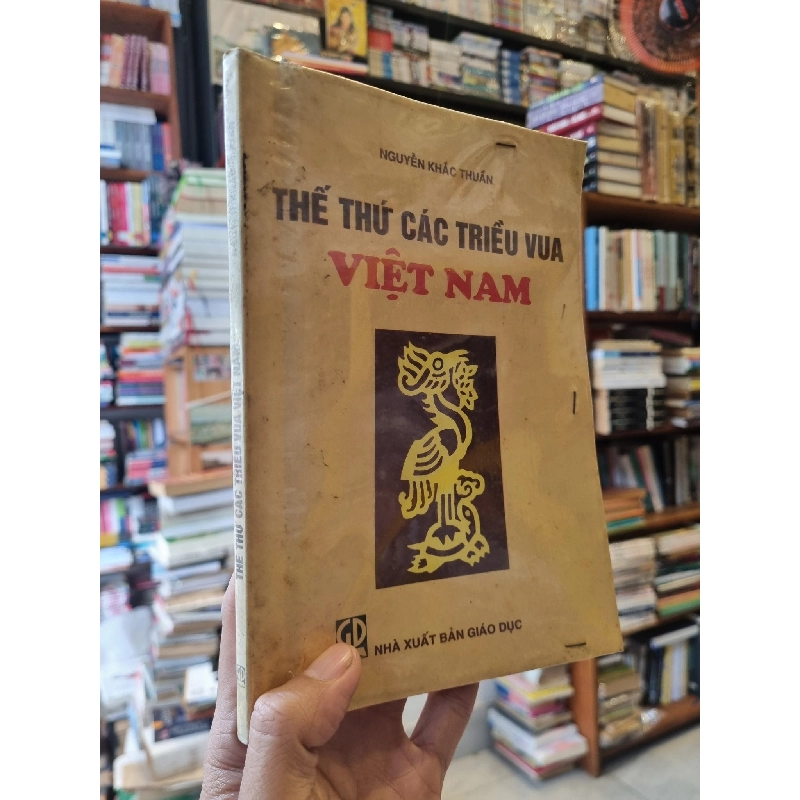 NGUYỄN KHẮC THUẦN
THẾ THỨ CÁC TRIỀU VUA
VIỆT NAM
GD
NHÀ XUẤT BẢN GIÁO DỤC
THẾ THỨ CÁC TRIỀU VUA VIỆT NAM